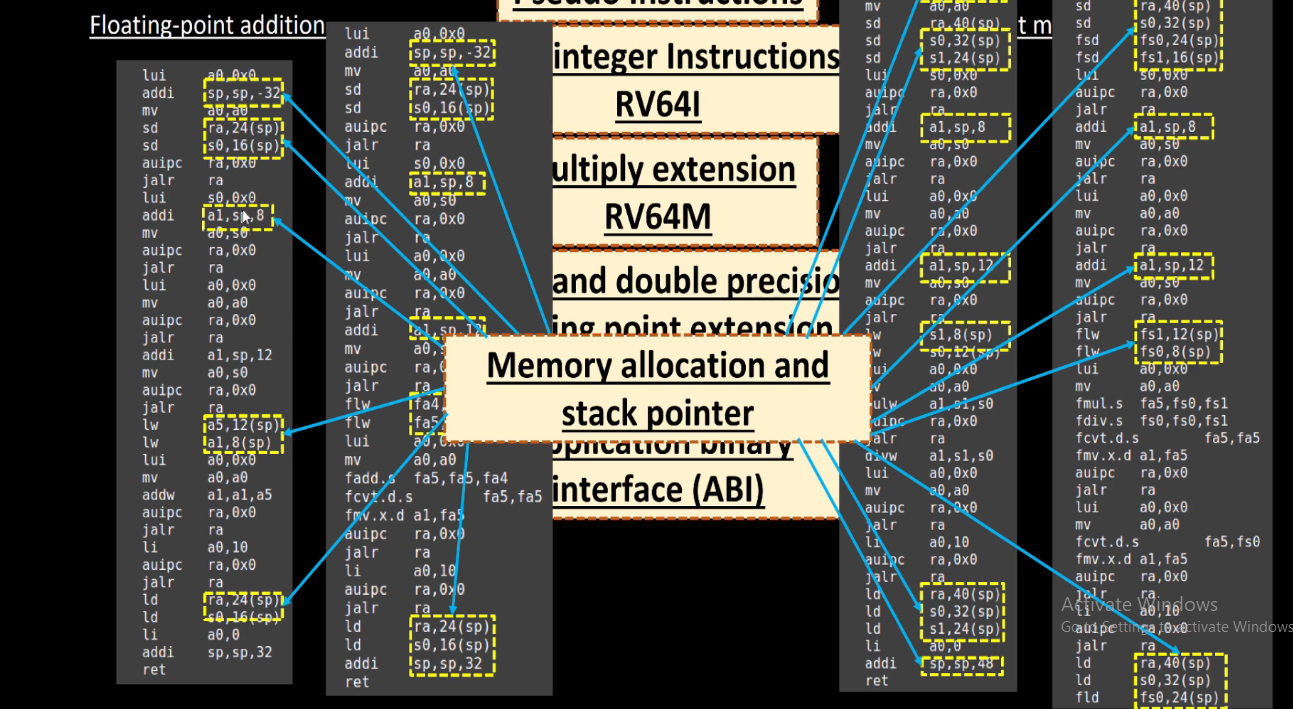 Pseudo instructions
Floating-point addition
t m
integer Instructions
RV64I
ultiply extension
RV64M
and double precisio
ing point extension
Memory allocation and
stack pointer
pplication binary
interface (ABI)
lui a0,0x0
addi sp,sp,-32
mv a0,a0
sd ra,24(sp)
sd s0,16(sp)
auipc ra,0x0
jalr ra
lui s0,0x0
addi a1,sp,8
mv a0,s0
auipc ra,0x0
jalr ra
lui a0,0x0
mv a0,a0
auipc ra,0x0
jalr ra
addi a1,sp,12
mv a0,s0
auipc ra,0x0
jalr ra
lw a5,12(sp)
lw a1,8(sp)
lui a0,0x0
mv a0,a0
addw a1,a1,a5
auipc ra,0x0
jalr ra
li a0,10
auipc ra,0x0
jalr ra
ld ra,24(sp)
ld s0,16(sp)
li a0,0
addi sp,sp,32
ret
lui a0,0x0
addi sp,sp,-32
mv a0,a0
sd ra,24(sp)
sd s0,16(sp)
auipc ra,0x0
jalr ra
lui s0,0x0
addi a1,sp,8
mv a0,s0
auipc ra,0x0
jalr ra
lui a0,0x0
mv a0,a0
auipc ra,0x0
jalr ra
addi a1,sp,12
mv a0,s
auipc ra,0
jalr ra
flw fa4,
flw fa5,
lui a0,0x0
mv a0,a0
fadd.s fa5,fa5,fa4
fcvt.d.s fa5,fa5
fmv.x.d a1,fa5
auipc ra,0x0
jalr ra
li a0,10
auipc ra,0x0
jalr ra
ld ra,24(sp)
ld s0,16(sp)
addi sp,sp,32
ret
mv a0,a0
sd ra,40(sp)
sd s0,32(sp)
sd s1,24(sp)
lui s0,0x0
auipc ra,0x0
jalr ra
addi a1,sp,8
mv a0,s0
auipc ra,0x0
jalr ra
lui a0,0x0
mv a0,a0
auipc ra,0x0
jalr ra
addi a1,sp,12
mv a0,s0
auipc ra,0x0
jalr ra
lw s1,8(sp)
w s0,12(sp)
ui a0,0x0
mv a0,a0
ulw a1,s1,s0
uipc ra,0x0
jalr ra
divw a1,s1,s0
lui a0,0x0
mv a0,a0
auipc ra,0x0
jalr ra
li a0,10
auipc ra,0x0
jalr ra
ld ra,40(sp)
ld s0,32(sp)
ld s1,24(sp)
li a0,0
addi sp,sp,48
ret
sd ra,40(sp)
sd s0,32(sp)
fsd fs0,24(sp)
fsd fs1,16(sp)
lui s0,0x0
auipc ra,0x0
jalr ra
addi a1,sp,8
mv a0,s0
auipc ra,0x0
jalr ra
lui a0,0x0
mv a0,a0
auipc ra,0x0
jalr ra
addi a1,sp,12
mv a0,s0
auipc ra,0x0
jalr ra
flw fs1,12(sp)
flw fs0,8(sp)
lui a0,0x0
mv a0,a0
fmul.s fa5,fs0,fs1
fdiv.s fs0,fs0,fs1
fcvt.d.s fa5,fa5
fmv.x.d a1,fa5
auipc ra,0x0
jalr ra
lui a0,0x0
mv a0,a0
fcvt.d.s fa5,fs0
fmv.x.d a1,fa5
auipc ra,0x0
jalr ra
li a0,10
auipc ra,0x0
jalr ra
ld ra,40(sp)
ld s0,32(sp)
fld fs0,24(sp)
Activate Windows
Go to Settings to activate Windows